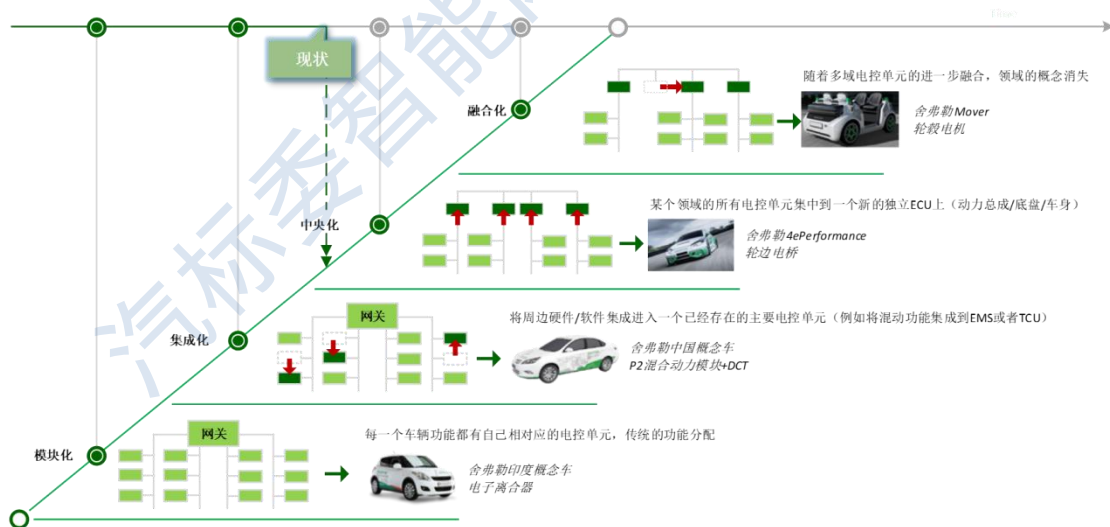 现状
随着多域电控单元的进一步融合，领域的概念消失
融合化
舍弗勒Mover
轮毂电机
某个领域的所有电控单元集中到一个新的独立ECU上（动力总成/底盘/车身）
中央化
舍弗勒4ePerformance
轮边电桥
网关
将周边硬件/软件集成进入一个已经存在的主要电控单元（例如将混动功能集成到EMS或者TCU）
集成化
舍弗勒中国概念车
P2混合动力模块+DCT
网关
每一个车辆功能都有自己相对应的电控单元，传统的功能分配
模块化
舍弗勒印度概念车
电子离合器
汽标委智能